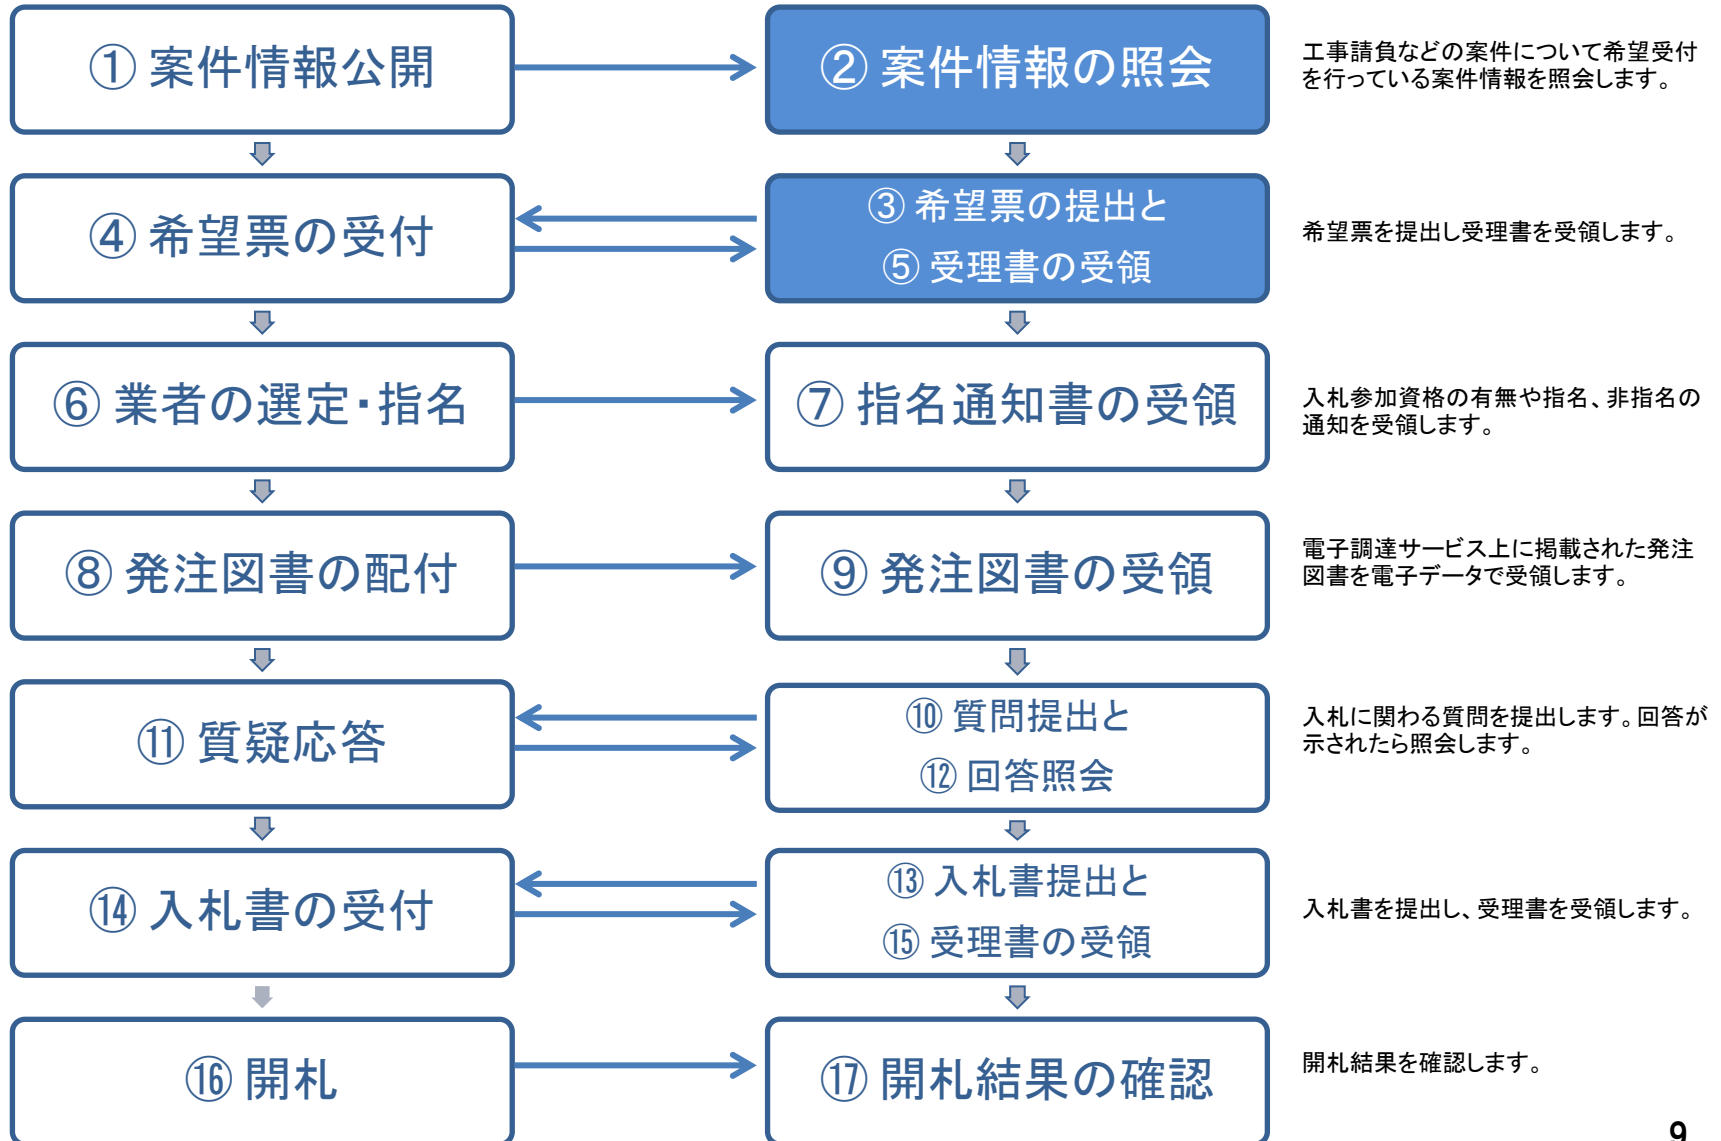 ① 案件情報公開
② 案件情報の照会
工事請負などの案件について希望受付
を行っている案件情報を照会します。
④ 希望票の受付
③ 希望票の提出と
⑤ 受理書の受領
希望票を提出し受理書を受領します。
⑥ 業者の選定・指名
⑦ 指名通知書の受領
入札参加資格の有無や指名、非指名の
通知を受領します。
⑧ 発注図書の配付
⑨ 発注図書の受領
電子調達サービス上に掲載された発注
図書を電子データで受領します。
⑪ 質疑応答
⑩ 質問提出と
⑫ 回答照会
入札に関わる質問を提出します。回答が
示されたら照会します。
⑭ 入札書の受付
⑬ 入札書提出と
⑮ 受理書の受領
入札書を提出し、受理書を受領します。
⑯ 開札
⑰ 開札結果の確認
開札結果を確認します。
9